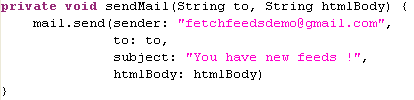 private void sendMail(String to, String htmlBody) {
    mail.send(sender: "fetchfeedsdemo@gmail.com",
              to: to,
              subject: "You have new feeds !",
              htmlBody: htmlBody)
}